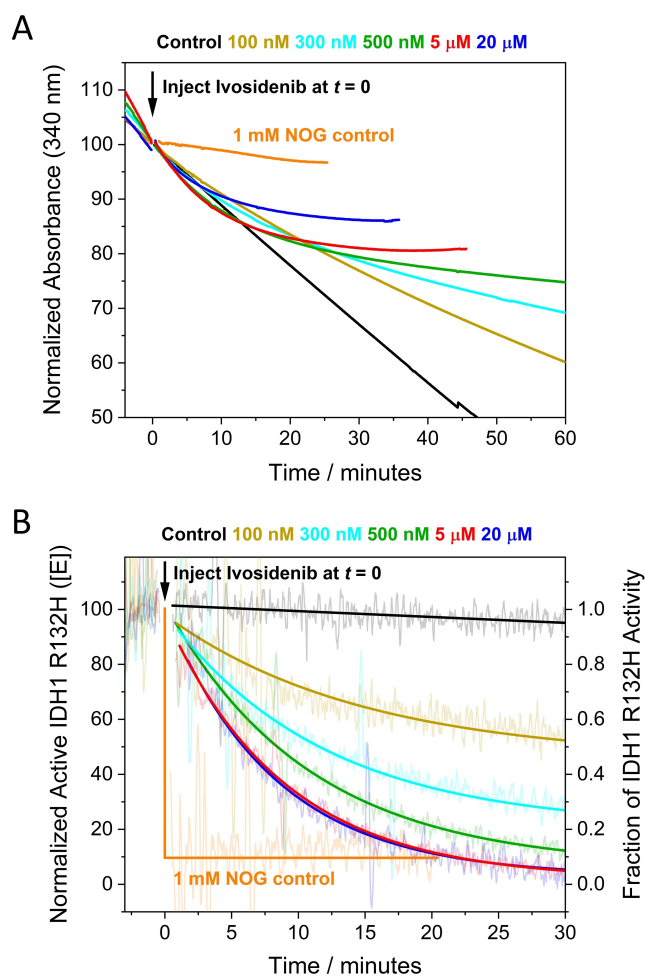 A
Control 100 nM 300 nM 500 nM 5 μM 20 μM
Inject Ivosidenib at t = 0
1 mM NOG control
Normalized Absorbance (340 nm)
110
100
90
80
70
60
50
0 10 20 30 40 50 60
Time / minutes
B
Control 100 nM 300 nM 500 nM 5 μM 20 μM
Inject Ivosidenib at t = 0
Normalized Active IDH1 R132H ([E])
100
80
60
40
20
0
1.0
0.8
0.6
0.4
0.2
0.0
Fraction of IDH1 R132H Activity
1 mM NOG control
0 5 10 15 20 25 30
Time / minutes